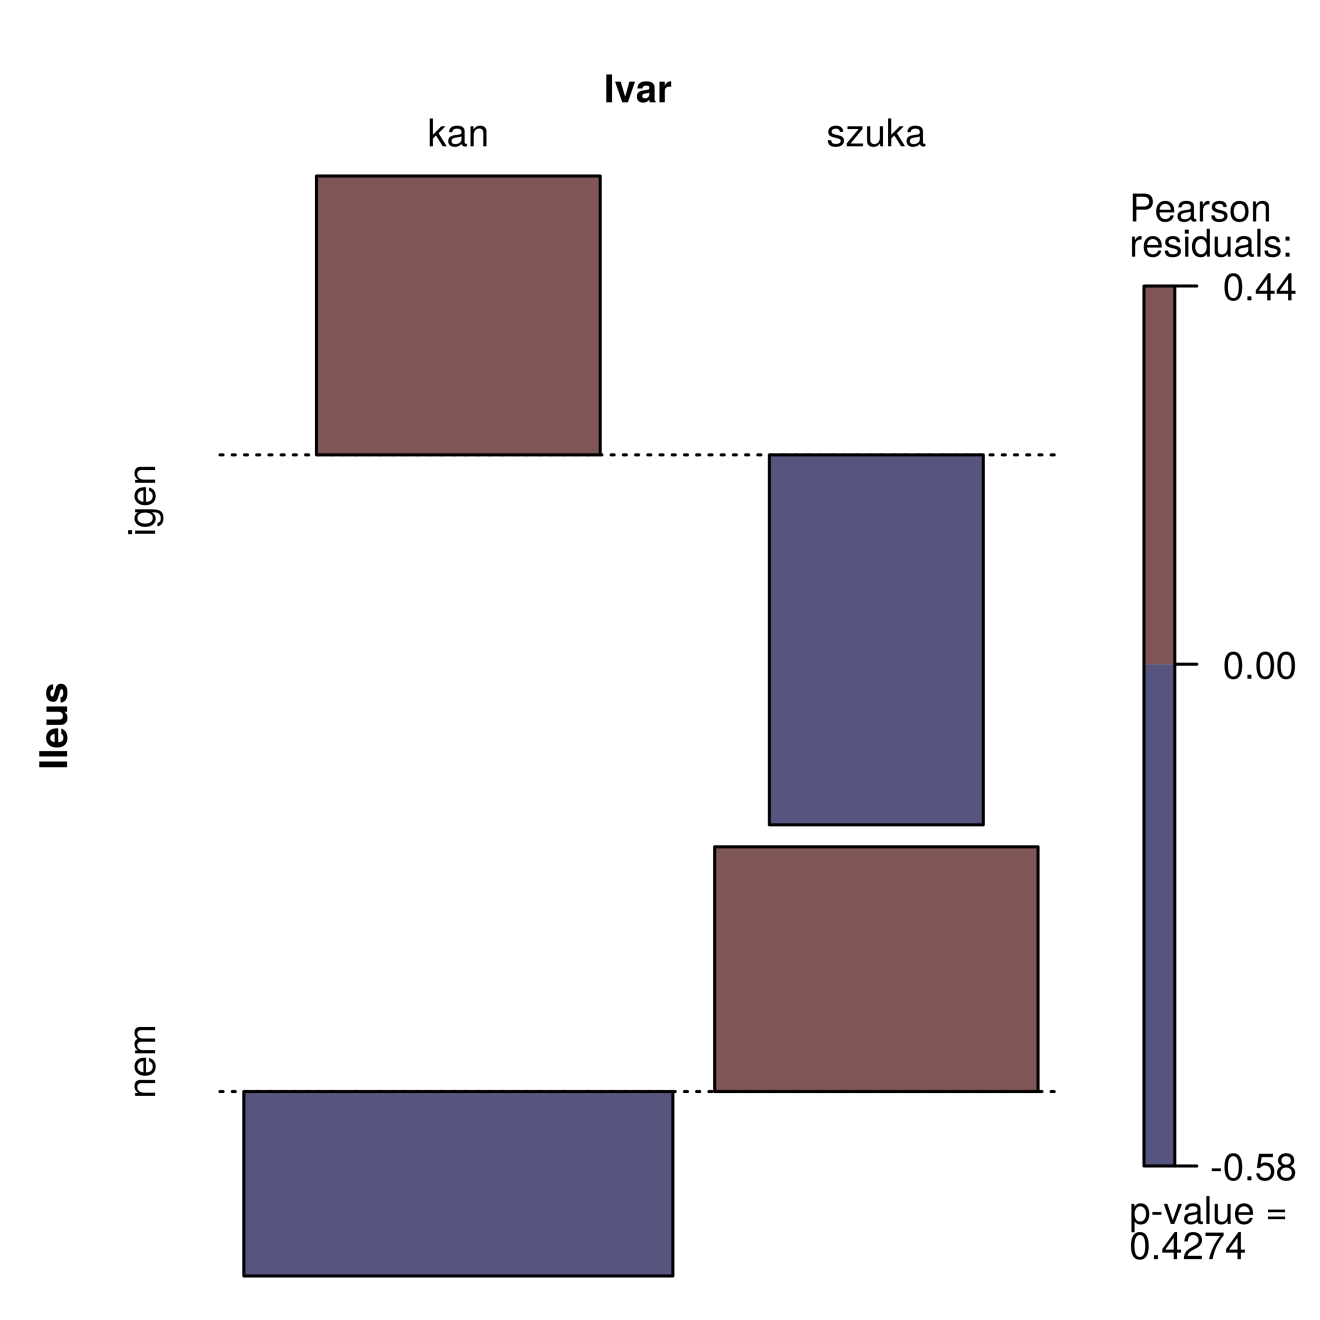 Ivar
kan
szuka
Pearson
residuals:
0.44
igen
0.00
Ileus
nem
-0.58
p-value =
0.4274